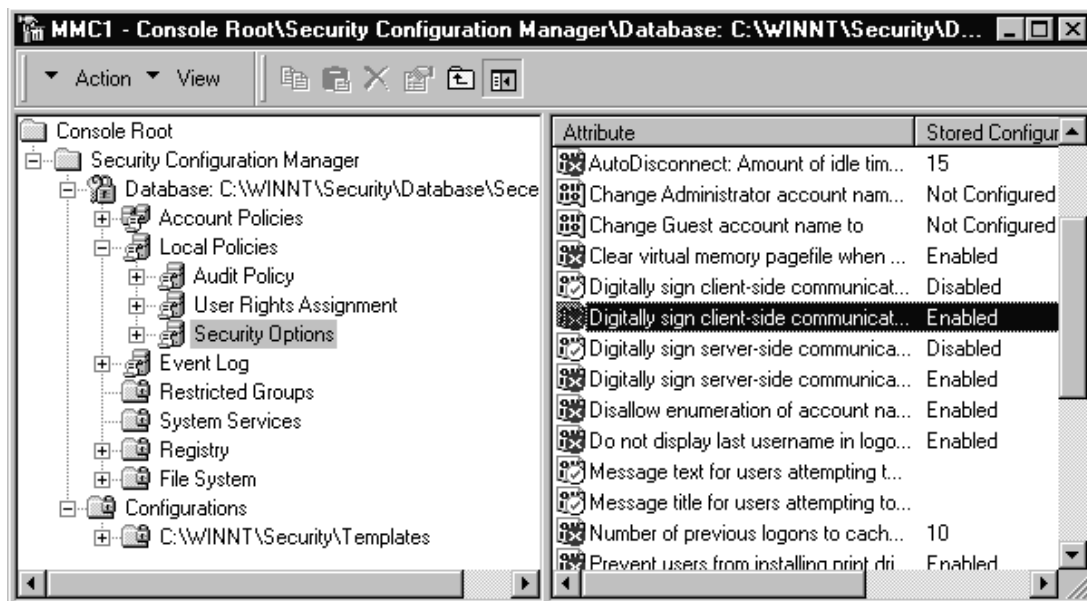 MMC1 - Console Root\Security Configuration Manager\Database: C:\WINNT\Security\D...
Action View
Console Root
Security Configuration Manager
Database: C:\WINNT\Security\Database\Sece
Account Policies
Local Policies
Audit Policy
User Rights Assignment
Security Options
Event Log
Restricted Groups
System Services
Registry
File System
Configurations
C:\WINNT\Security\Templates
Attribute Stored Configur
AutoDisconnect: Amount of idle tim... 15
Change Administrator account nam... Not Configured
Change Guest account name to Not Configured
Clear virtual memory pagefile when ... Enabled
Digitally sign client-side communicat... Disabled
Digitally sign client-side communicat... Enabled
Digitally sign server-side communica... Disabled
Digitally sign server-side communica... Enabled
Disallow enumeration of account na... Enabled
Do not display last username in logo... Enabled
Message text for users attempting t...
Message title for users attempting to...
Number of previous logons to cach... 10
Prevent users from installing print dri... Enabled